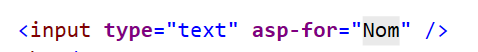 <input type="text" asp-for="Nom" />